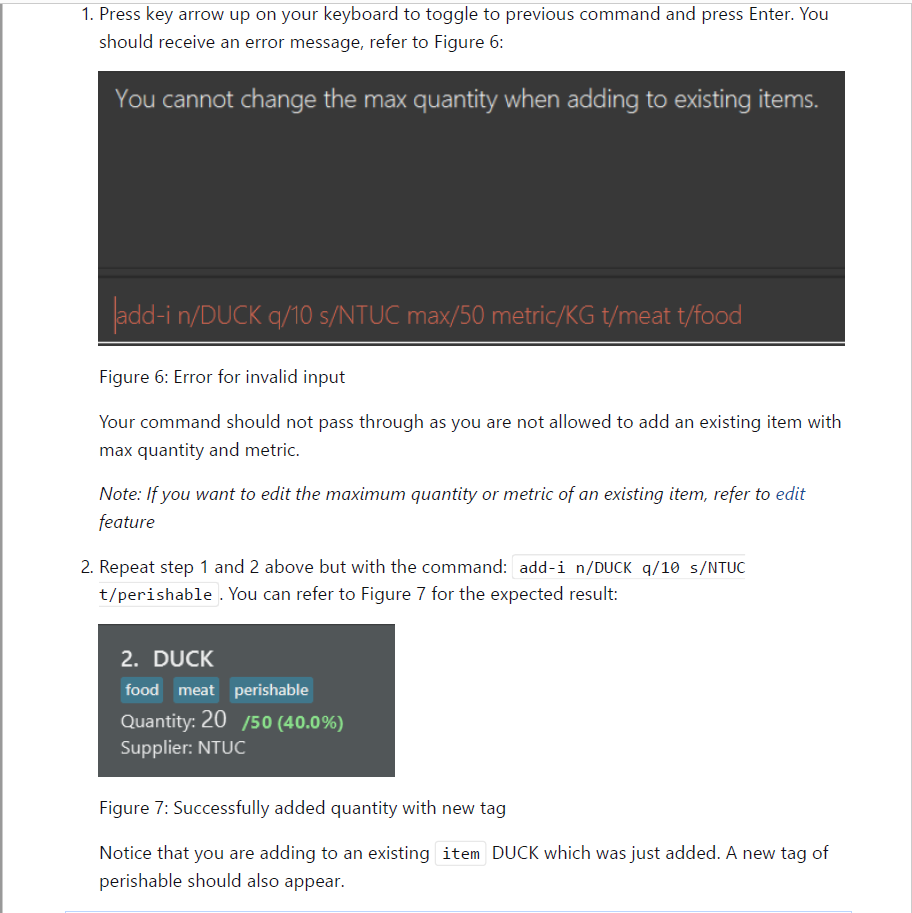 1. Press key arrow up on your keyboard to toggle to previous command and press Enter. You
should receive an error message, refer to Figure 6:
You cannot change the max quantity when adding to existing items.
add-i n/DUCK q/10 s/NTUC max/50 metric/KG t/meat t/food
Figure 6: Error for invalid input
Your command should not pass through as you are not allowed to add an existing item with
max quantity and metric.
Note: If you want to edit the maximum quantity or metric of an existing item, refer to edit
feature
2. Repeat step 1 and 2 above but with the command: add-i n/DUCK q/10 s/NTUC
t/perishable . You can refer to Figure 7 for the expected result:
2. DUCK
food meat perishable
Quantity: 20 /50 (40.0%)
Supplier: NTUC
Figure 7: Successfully added quantity with new tag
Notice that you are adding to an existing item DUCK which was just added. A new tag of
perishable should also appear.